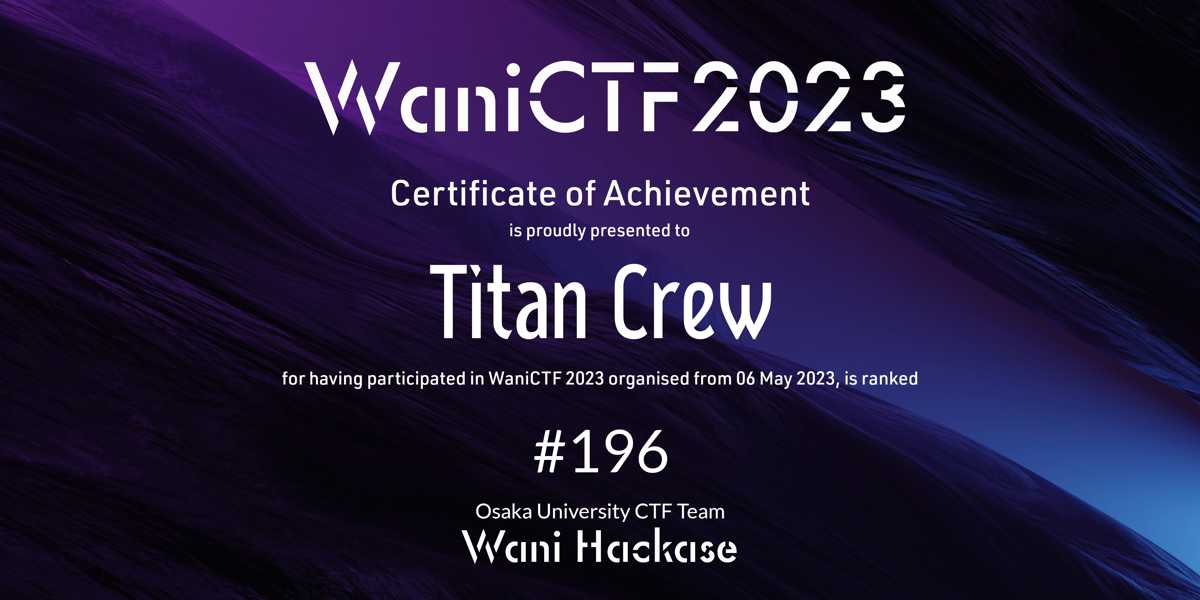 WaniCTF2023
Certificate of Achievement
is proudly presented to
Titan Crew
for having participated in WaniCTF 2023 organised from 06 May 2023, is ranked
#196
Osaka University CTF Team
Wani Hackase